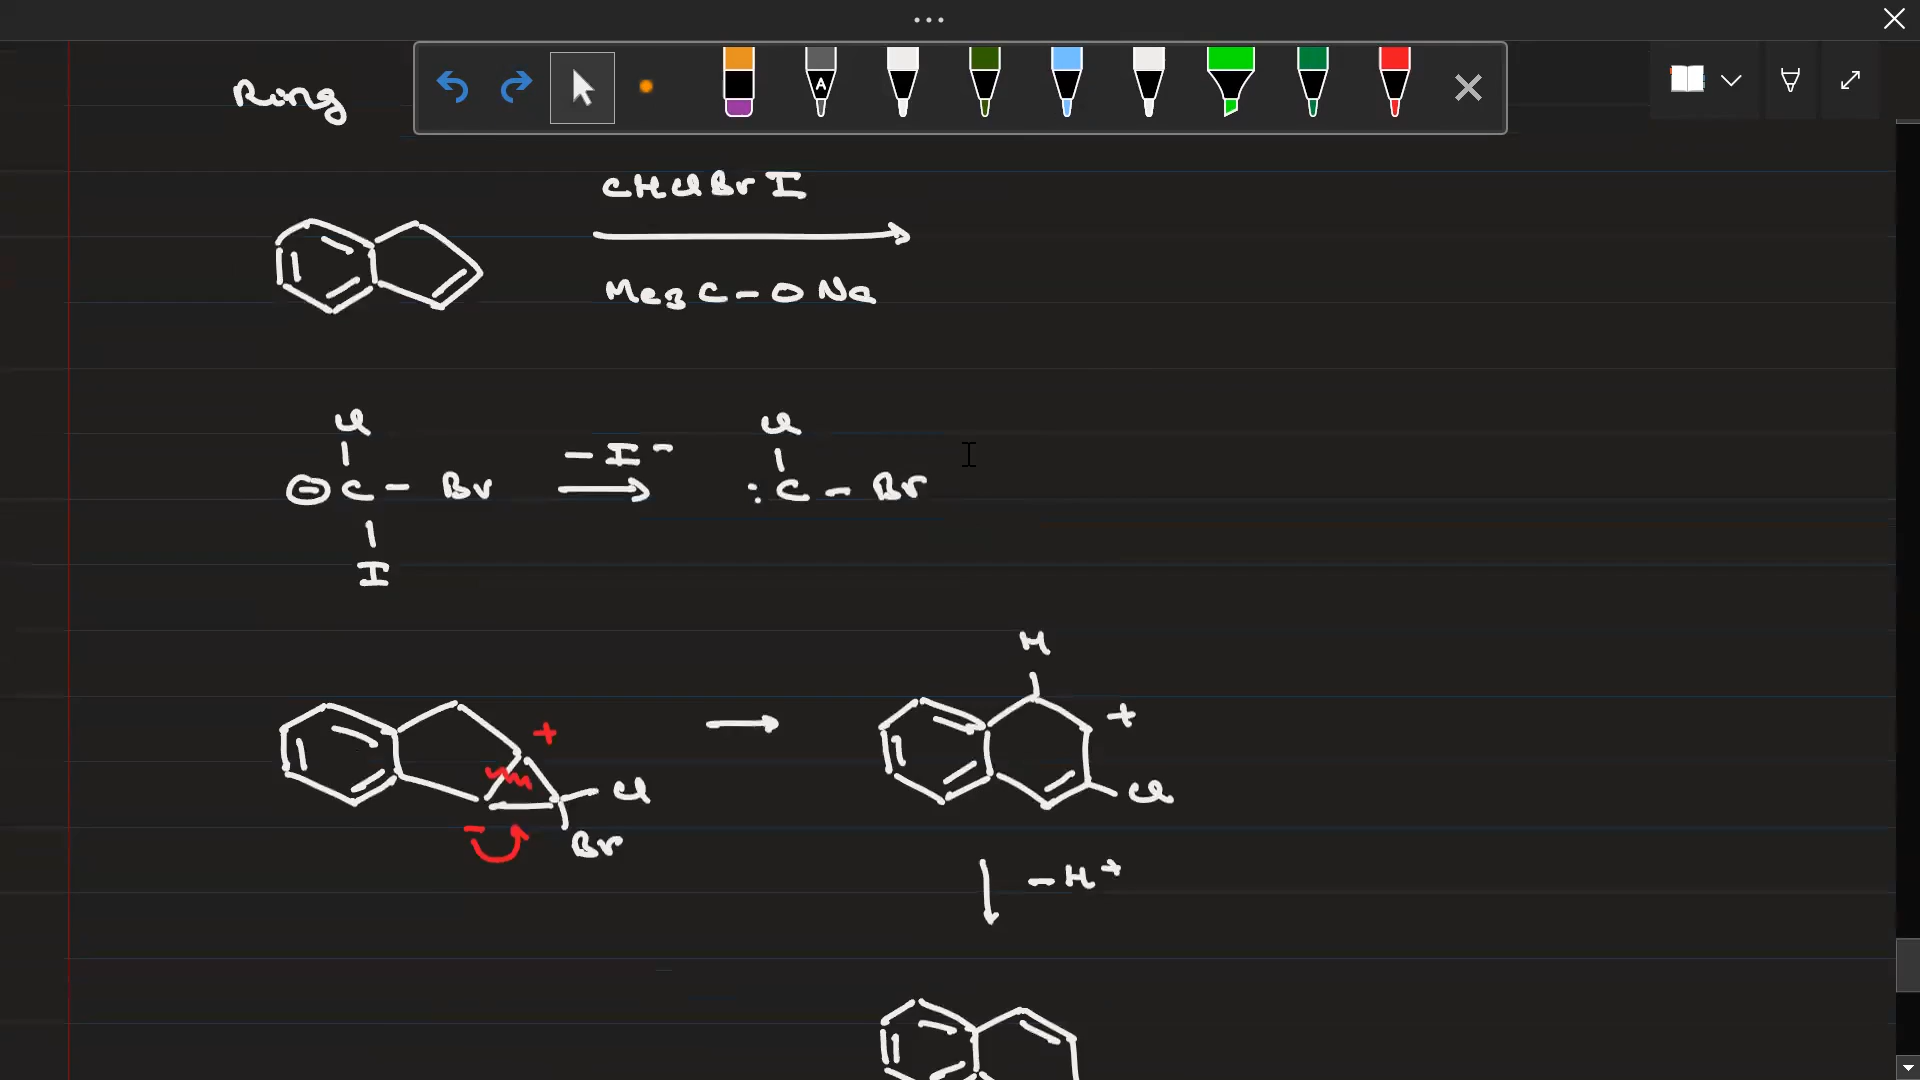 Ring
A
CHClBrI
Me3C-ONa
Cl
⊖C-Br
I
-I-
Cl
:C-Br
+
Cl
Br
-
H
+
Cl
-H+